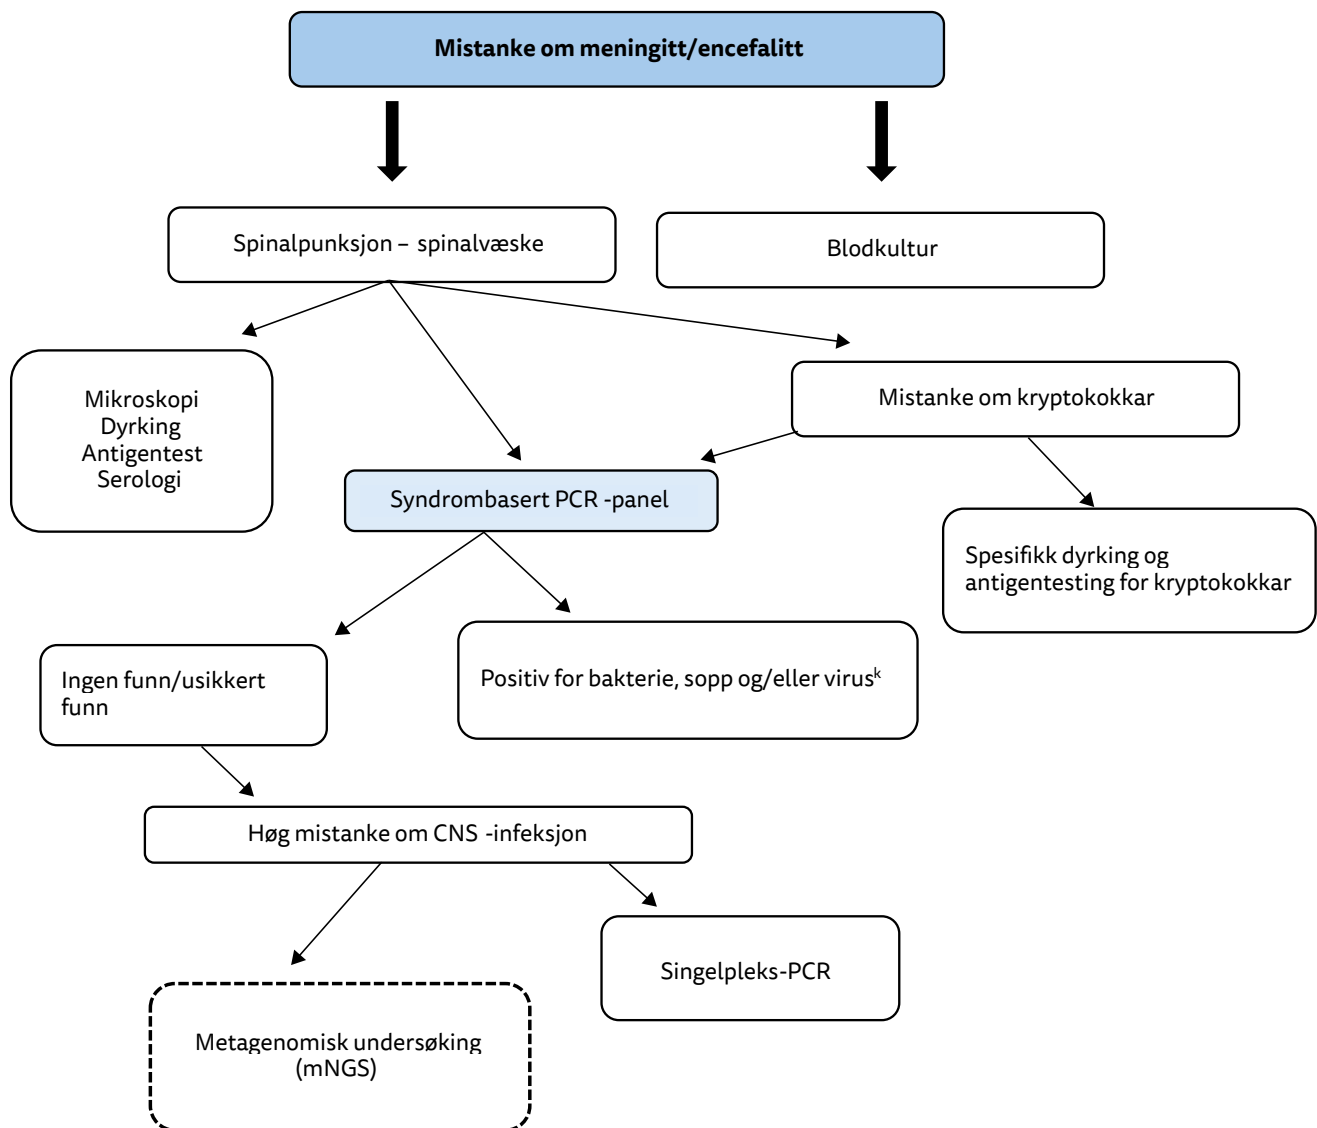 Mistanke om meningitt/encefalitt
Spinalpunksjon – spinalvæske
Blodkultur
Mikroskopi
Dyrking
Antigentest
Serologi
Mistanke om kryptokokkar
Syndrombasert PCR -panel
Spesifikk dyrking og
antigentesting for kryptokokkar
Ingen funn/usikkert
funn
Positiv for bakterie, sopp og/eller virusᵏ
Høg mistanke om CNS -infeksjon
Singelpleks-PCR
Metagenomisk undersøking
(mNGS)